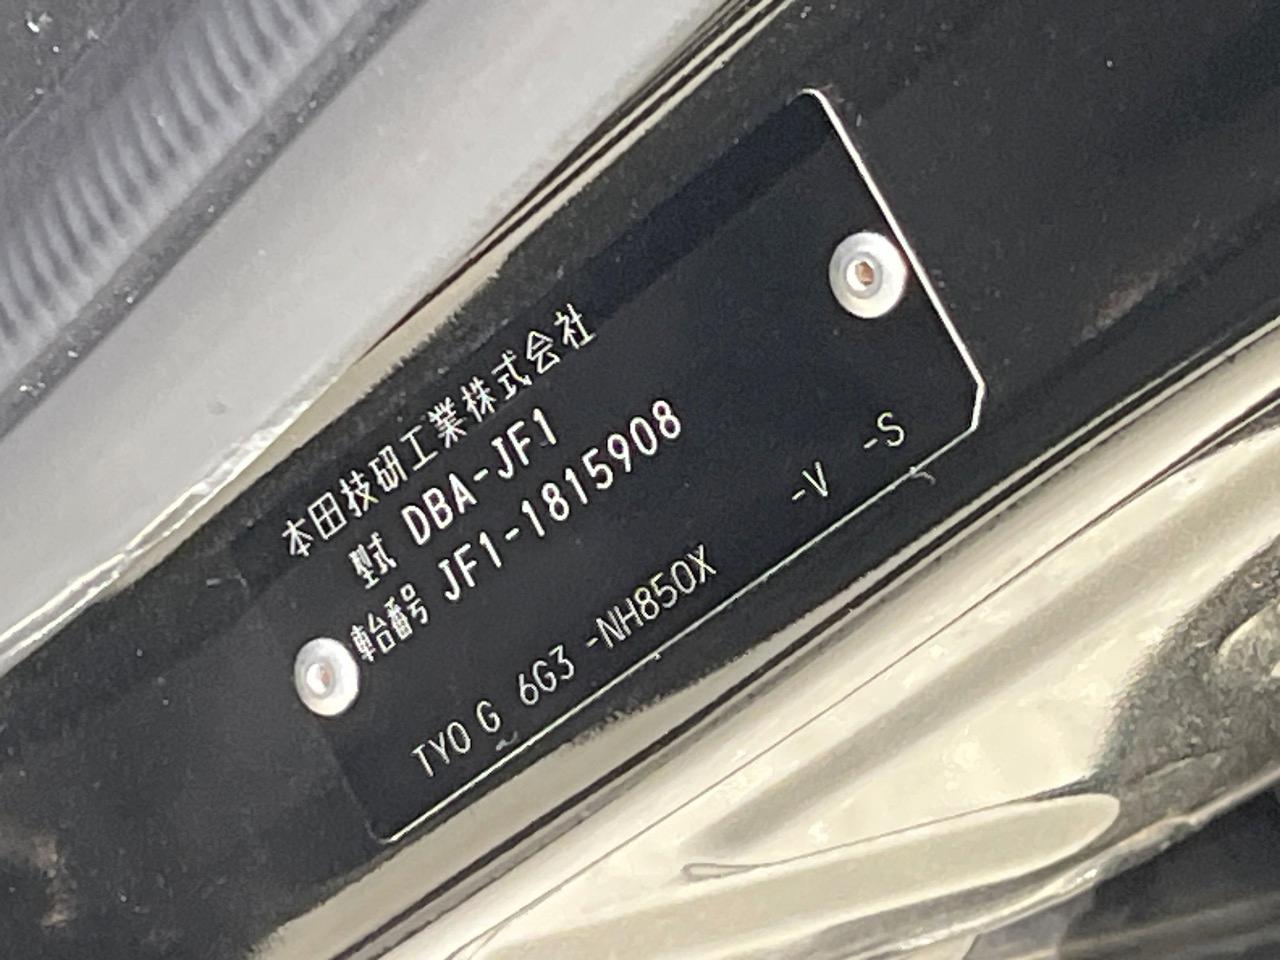 本田技研工業株式会社
型式 DBA-JF1
車台番号 JF1-1815908
TYO G 6G3 -NH850X -V -S